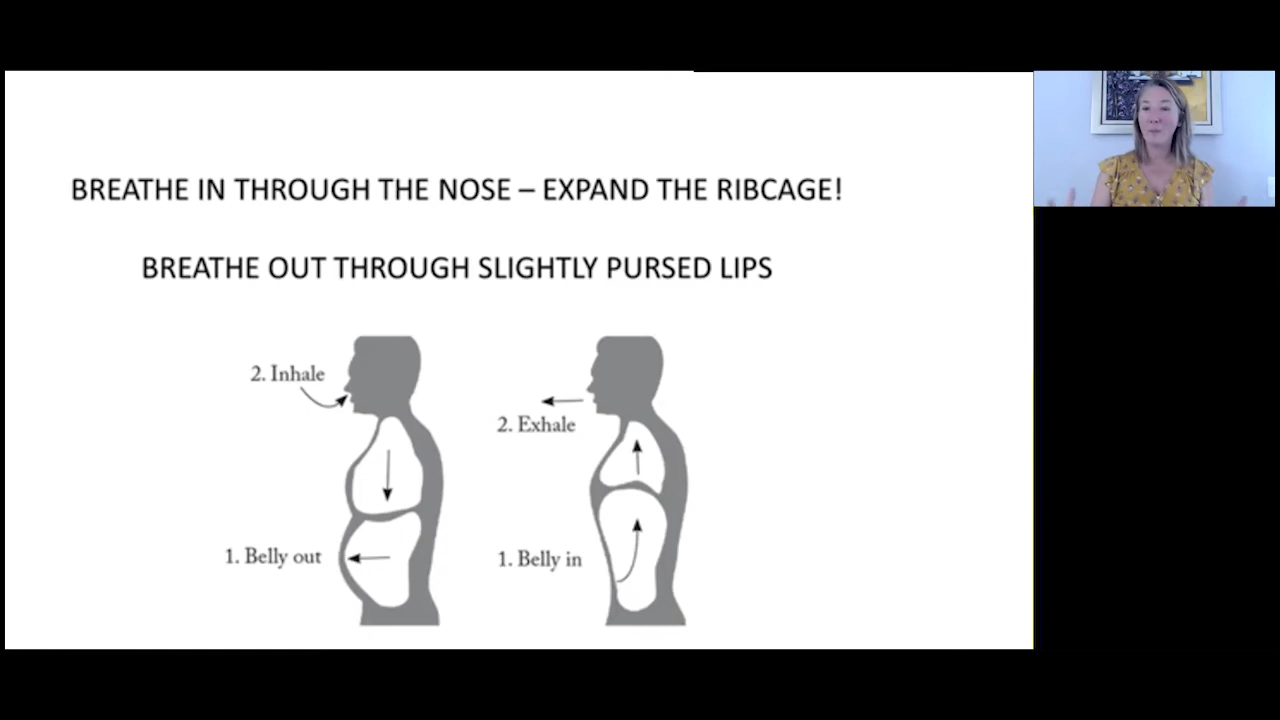 BREATHE IN THROUGH THE NOSE – EXPAND THE RIBCAGE!
BREATHE OUT THROUGH SLIGHTLY PURSED LIPS
2. Inhale
1. Belly out
2. Exhale
1. Belly in